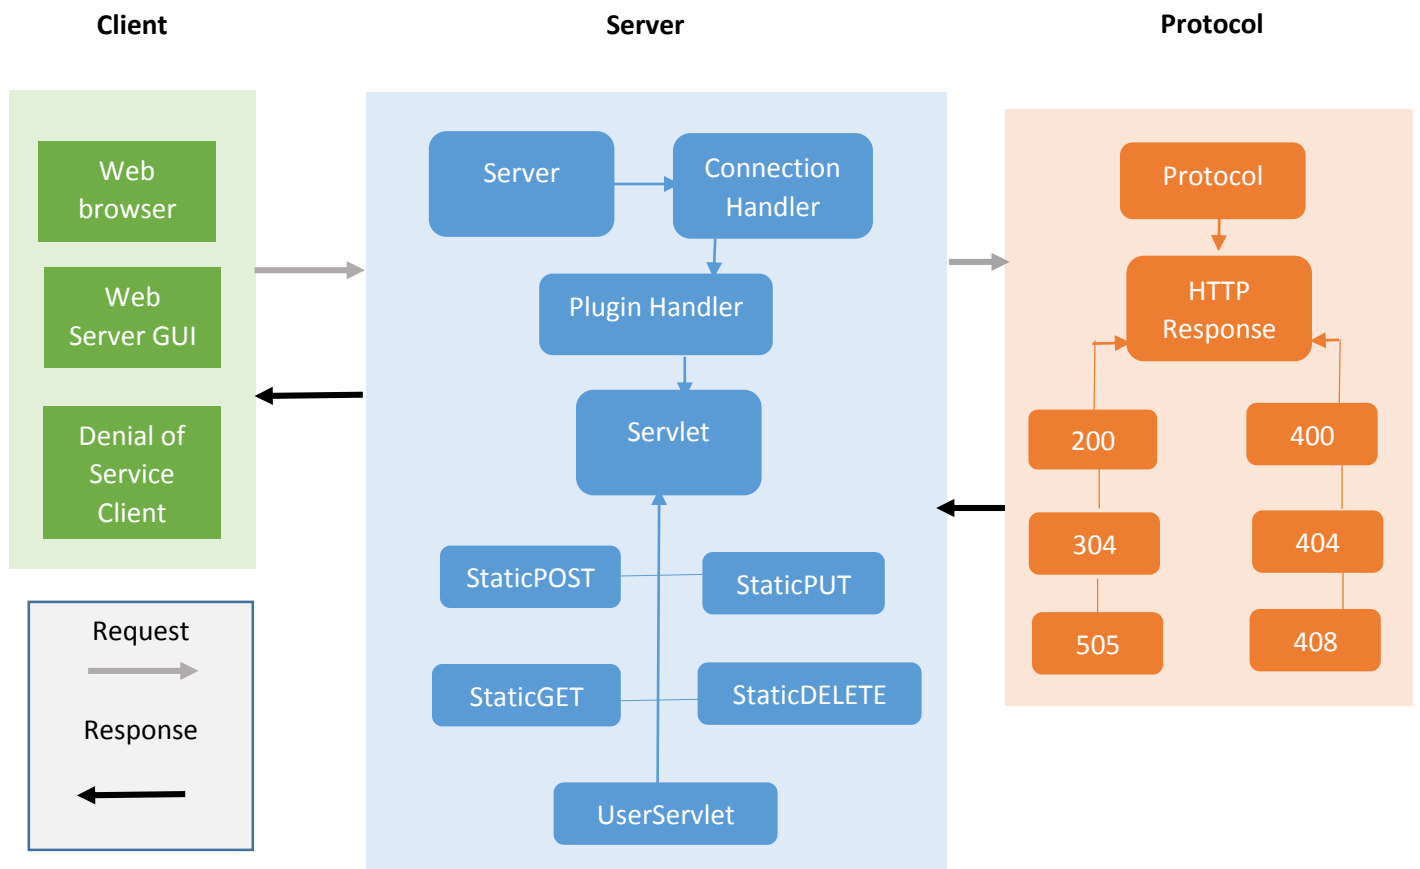 Client
Server
Protocol
Web
browser
Web
Server GUI
Denial of
Service
Client
Request
Response
Server
Connection
Handler
Plugin Handler
Servlet
StaticPOST
StaticPUT
StaticGET
StaticDELETE
UserServlet
Protocol
HTTP
Response
200
400
304
404
505
408